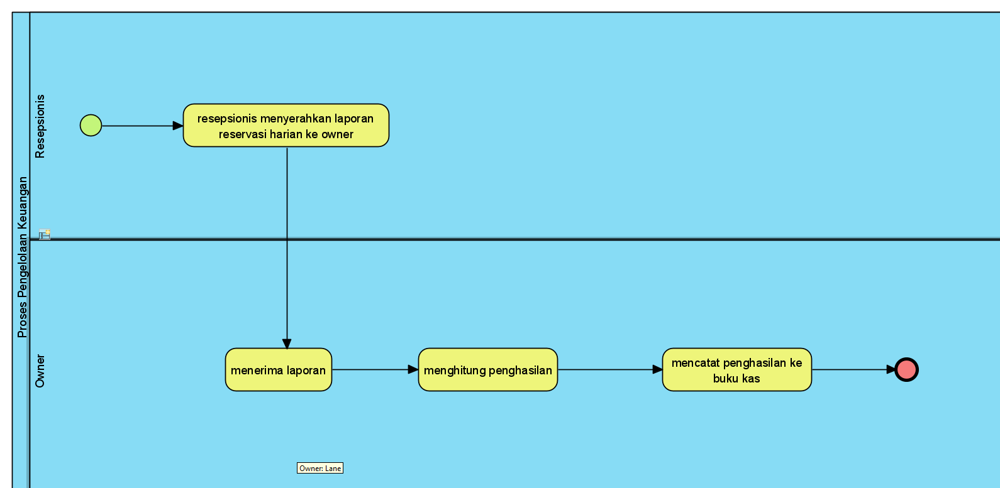 Proses Pengelolaan Keuangan
Resepsionis
resepsionis menyerahkan laporan
reservasi harian ke owner
Owner
menerima laporan
menghitung penghasilan
mencatat penghasilan ke
buku kas
Owner: Lane